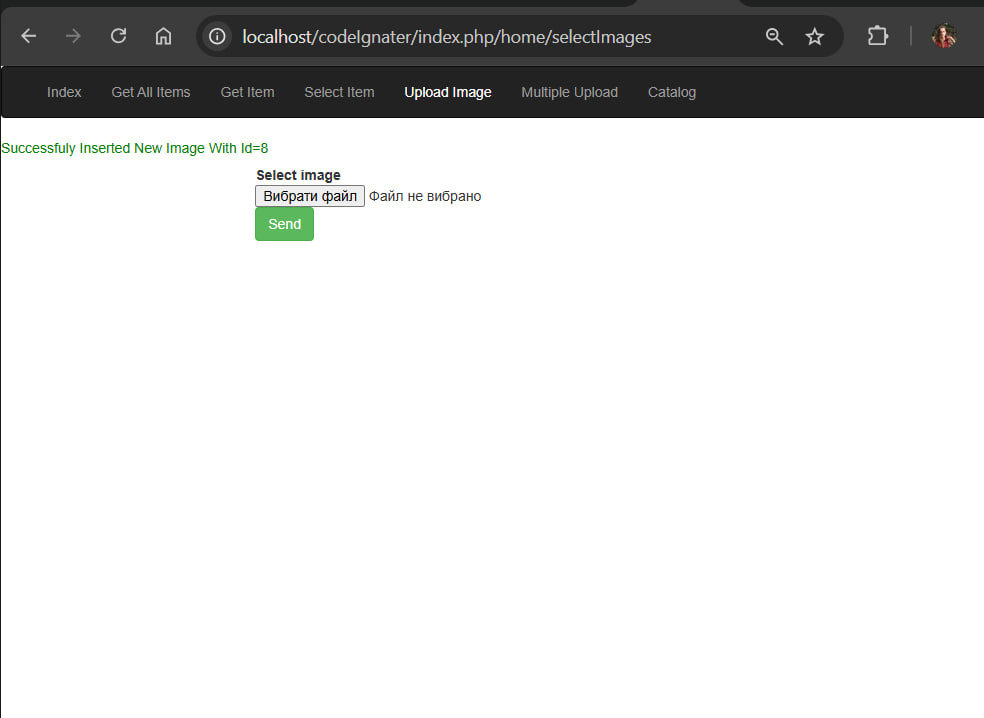 localhost/codeIgnater/index.php/home/selectImages
Index Get All Items Get Item Select Item Upload Image Multiple Upload Catalog
Successfuly Inserted New Image With Id=8
Select image
Вибрати файл Файл не вибрано
Send